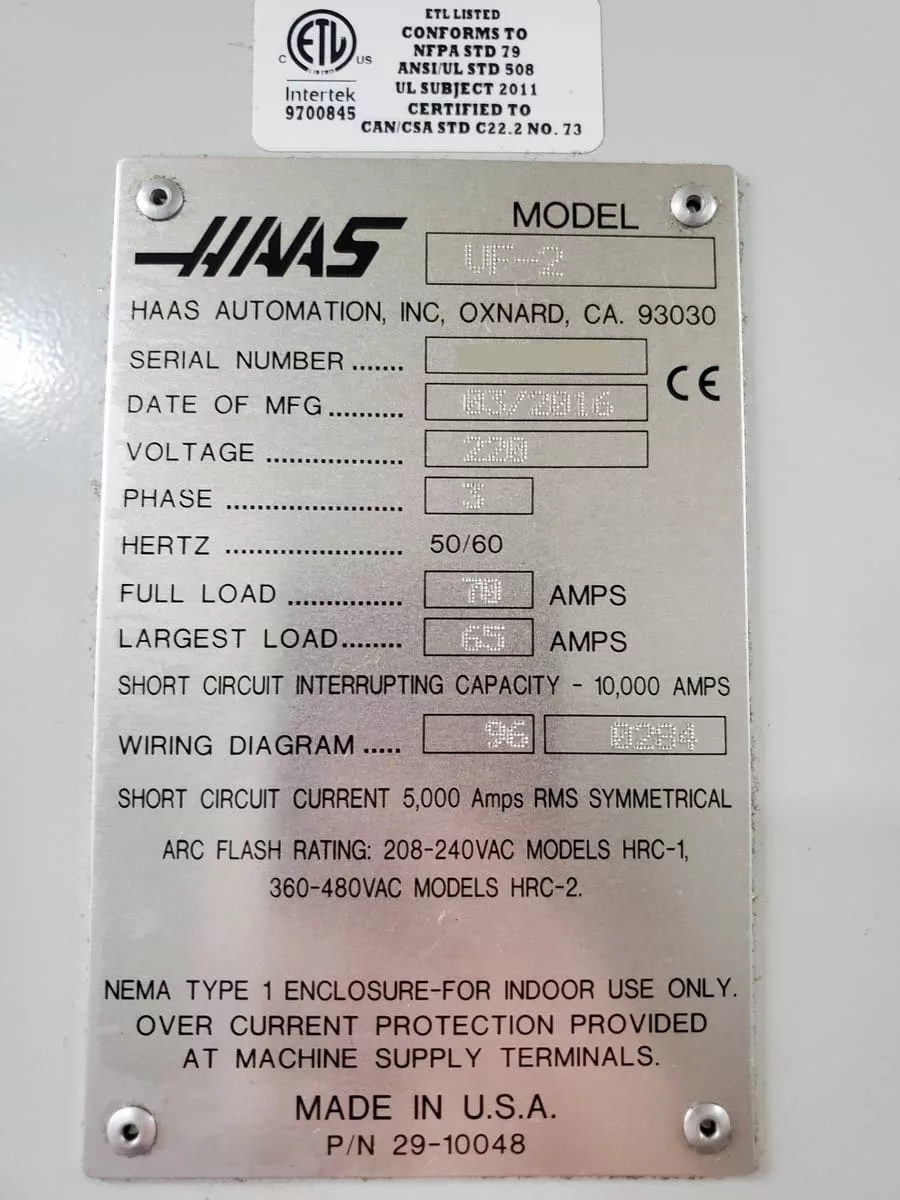 ETL LISTED
CONFORMS TO
NFPA STD 79
ANSI/UL STD 508
UL SUBJECT 2011
CERTIFIED TO
CAN/CSA STD C22.2 NO. 73
C ETL US
LISTED
Intertek
9700845
HAAS
MODEL
VF-2
HAAS AUTOMATION, INC, OXNARD, CA. 93030
SERIAL NUMBER .......
CE
DATE OF MFG.......... 03/2016
VOLTAGE .................. 220
PHASE ....................... 3
HERTZ ....................... 50/60
FULL LOAD ............... 70 AMPS
LARGEST LOAD........ 65 AMPS
SHORT CIRCUIT INTERRUPTING CAPACITY - 10,000 AMPS
WIRING DIAGRAM ..... 96 0284
SHORT CIRCUIT CURRENT 5,000 Amps RMS SYMMETRICAL
ARC FLASH RATING: 208-240VAC MODELS HRC-1,
360-480VAC MODELS HRC-2.
NEMA TYPE 1 ENCLOSURE-FOR INDOOR USE ONLY.
OVER CURRENT PROTECTION PROVIDED
AT MACHINE SUPPLY TERMINALS.
MADE IN U.S.A.
P/N 29-10048